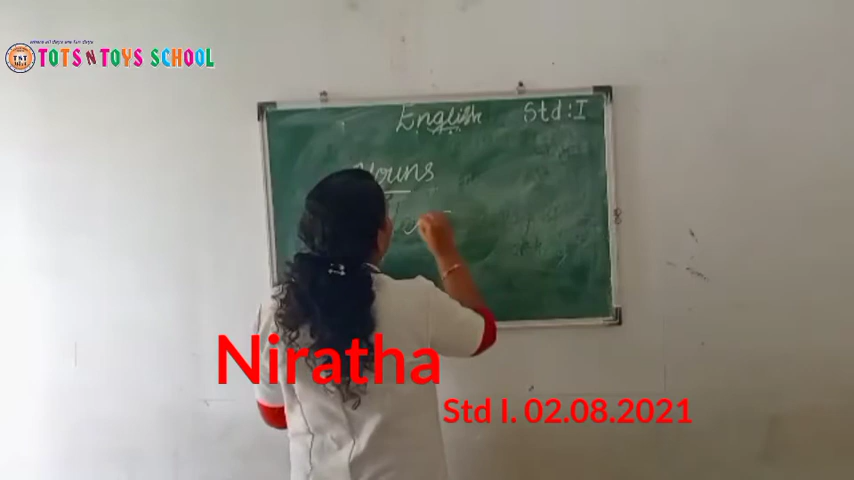 TOTS N TOYS SCHOOL
English
Std:I
Nouns
Niratha
Std I. 02.08.2021